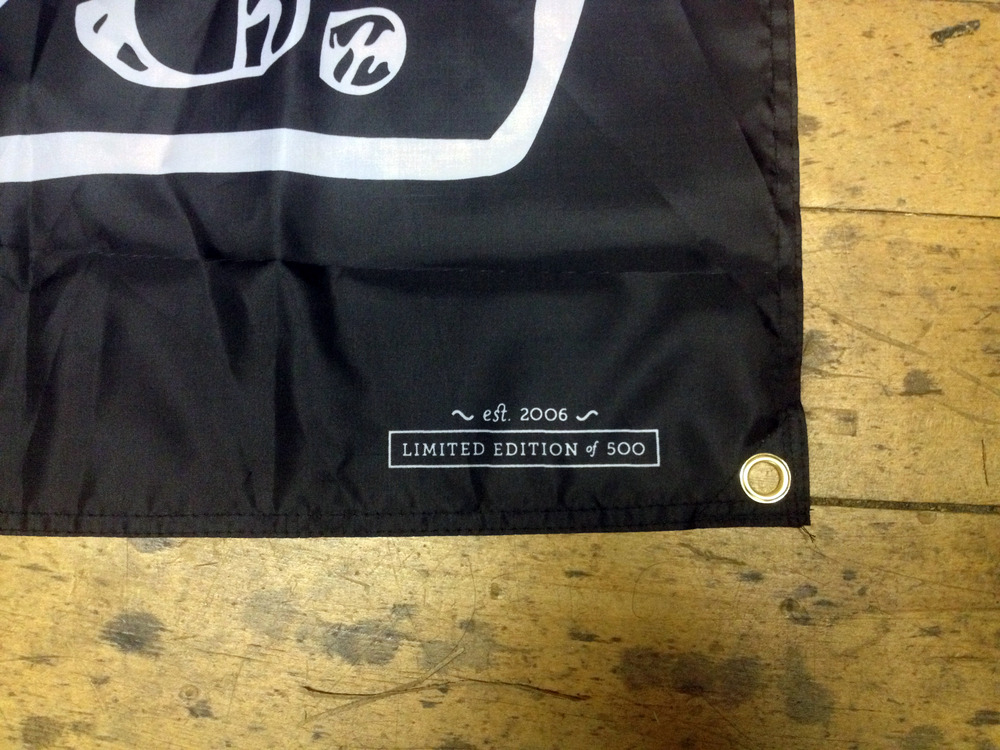 est. 2006
LIMITED EDITION of 500